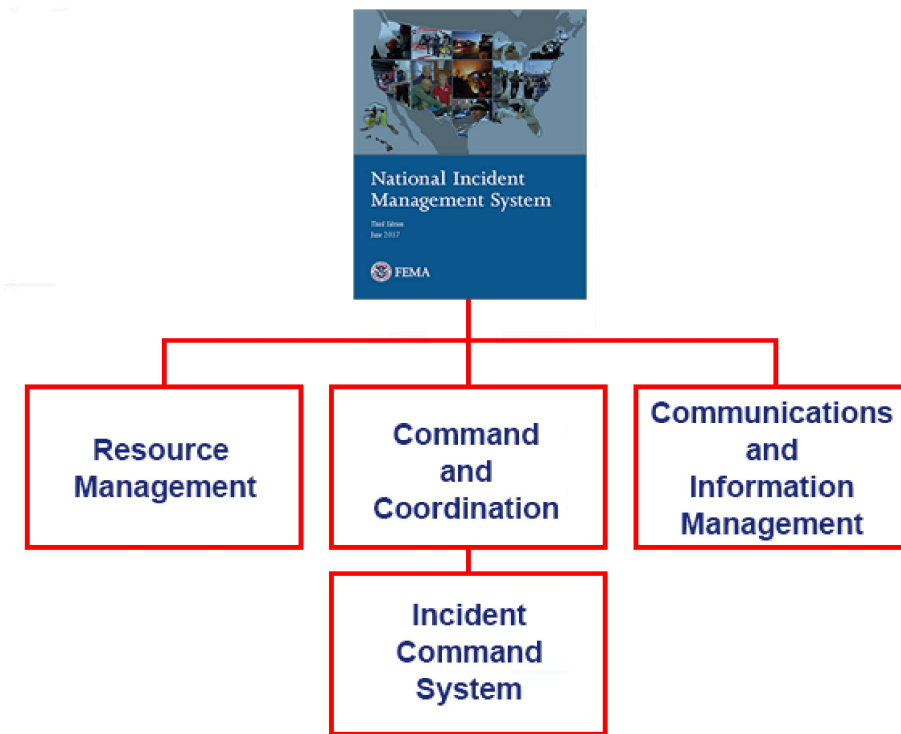 National Incident
Management System
Third Edition
June 2017
FEMA
Resource
Management
Command
and
Coordination
Communications
and
Information
Management
Incident
Command
System